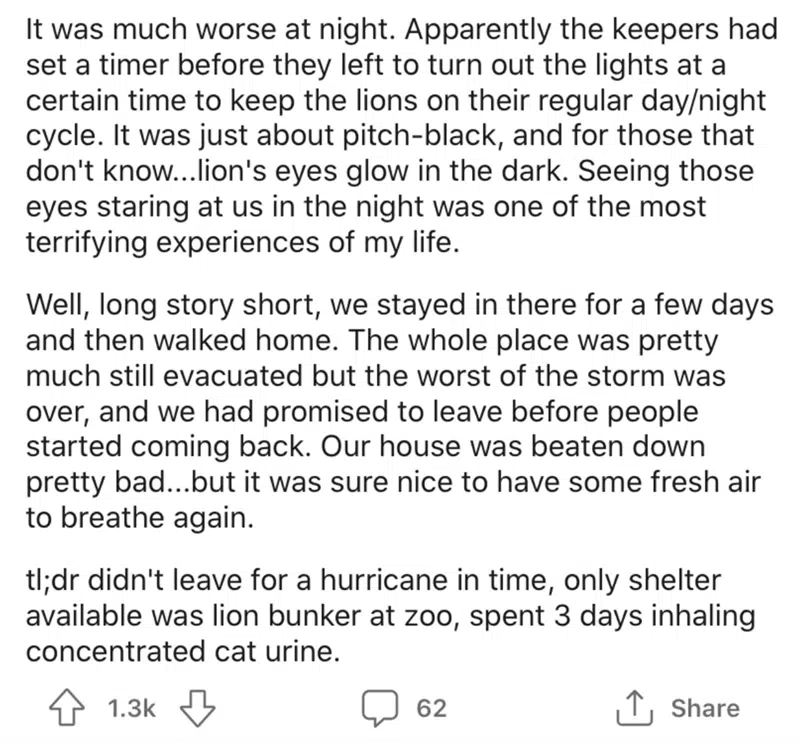 It was much worse at night. Apparently the keepers had
set a timer before they left to turn out the lights at a
certain time to keep the lions on their regular day/night
cycle. It was just about pitch-black, and for those that
don't know...lion's eyes glow in the dark. Seeing those
eyes staring at us in the night was one of the most
terrifying experiences of my life.
Well, long story short, we stayed in there for a few days
and then walked home. The whole place was pretty
much still evacuated but the worst of the storm was
over, and we had promised to leave before people
started coming back. Our house was beaten down
pretty bad...but it was sure nice to have some fresh air
to breathe again.
tl;dr didn't leave for a hurricane in time, only shelter
available was lion bunker at zoo, spent 3 days inhaling
concentrated cat urine.
1.3k 62 Share